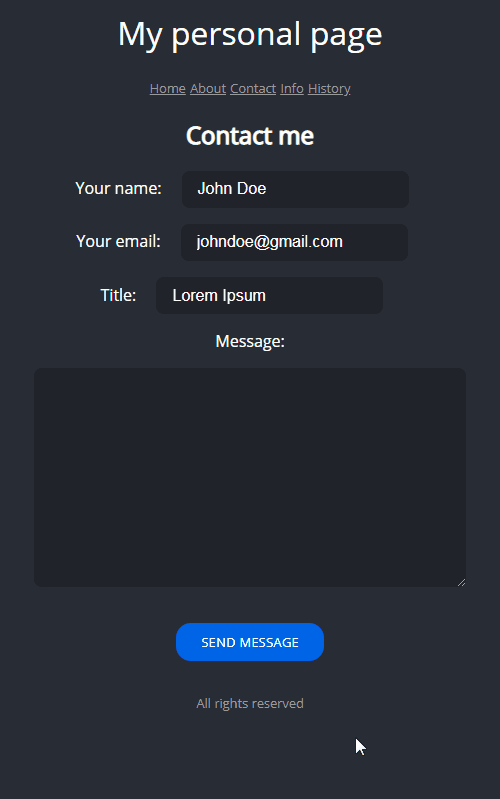 My personal page
Home About Contact Info History
Contact me
Your name: John Doe
Your email: johndoe@gmail.com
Title: Lorem Ipsum
Message:
SEND MESSAGE
All rights reserved